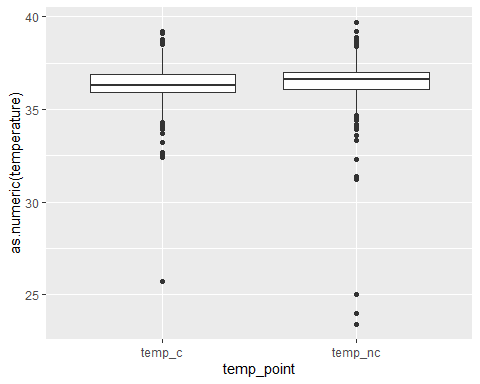 as.numeric(temperature)
40
35
30
25
temp_c
temp_nc
temp_point